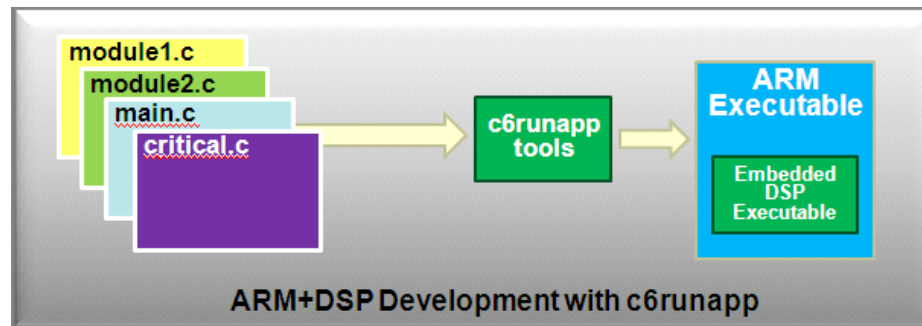 module1.c
module2.c
main.c
critical.c
c6runapp
tools
ARM
Executable
Embedded
DSP
Executable
ARM+DSP Development with c6runapp